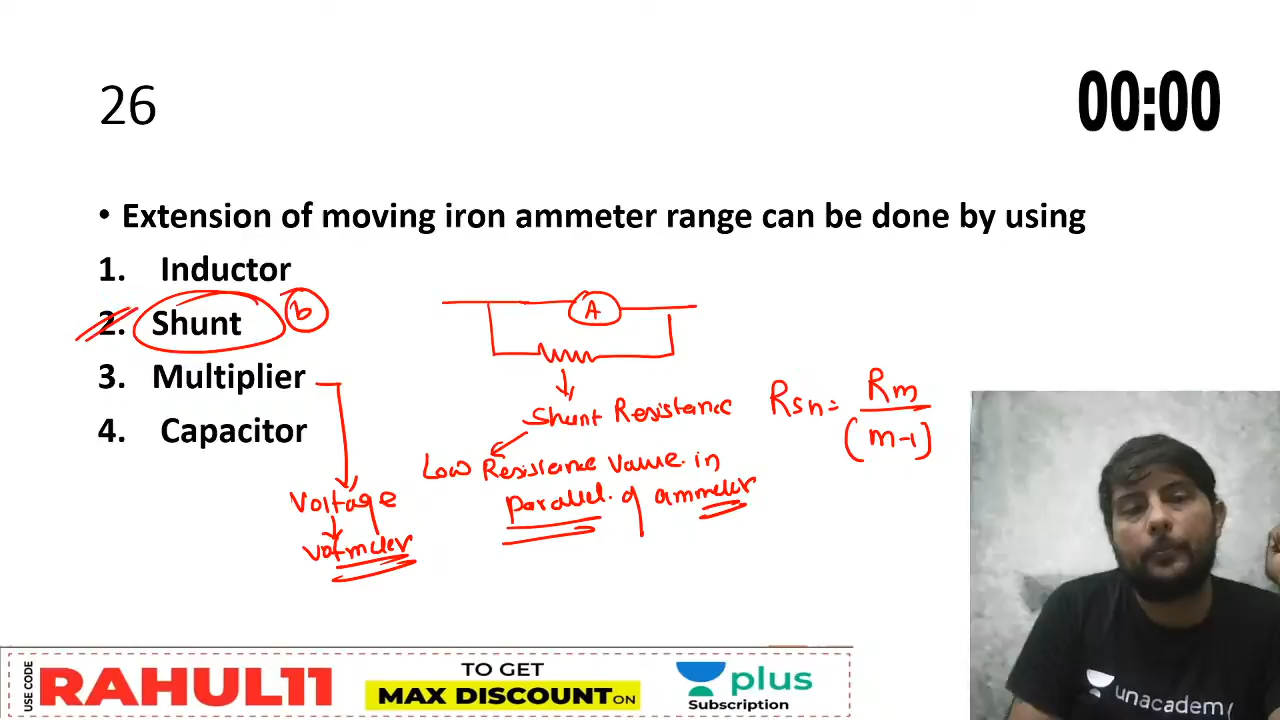 26
00:00
• Extension of moving iron ammeter range can be done by using
1. Inductor
2. Shunt
b
3. Multiplier
4. Capacitor
A
Shunt Resistance
Low Resistance value in
parallel of ammeter
Rsh = Rm / (m-1)
Voltage
Votmeter
USE CODE
RAHUL11
TO GET
MAX DISCOUNT ON
plus
Subscription
unacadem